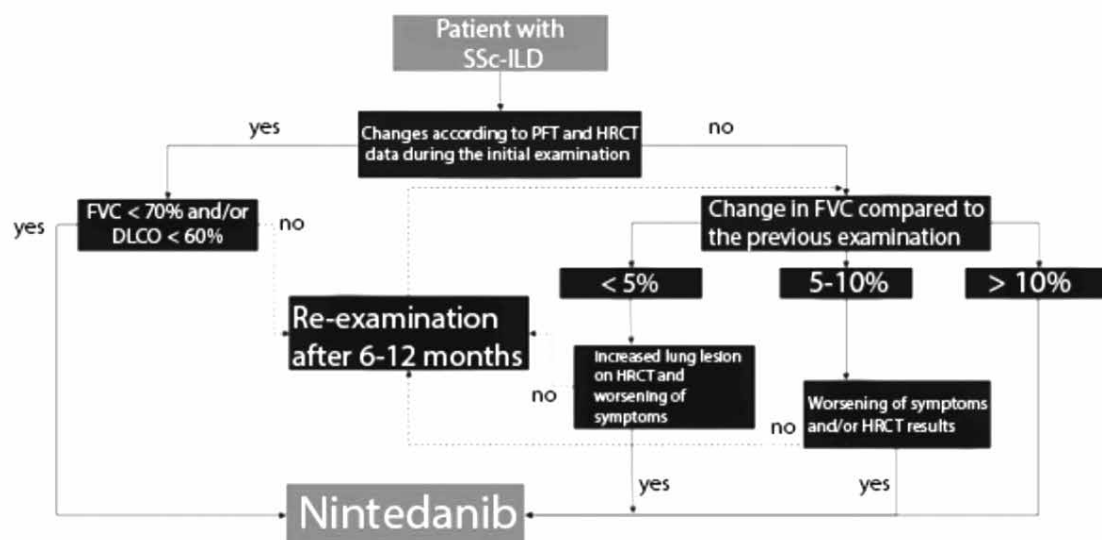 Patient with
SSc-ILD
yes
Changes according to PFT and HRCT
data during the initial examination
no
yes
FVC < 70% and/or
DLCO < 60%
no
Change in FVC compared to
the previous examination
< 5%
5-10%
> 10%
Re-examination
after 6-12 months
no
Increased lung lesion
on HRCT and
worsening of
symptoms
no
Worsening of symptoms
and/or HRCT results
yes
yes
Nintedanib